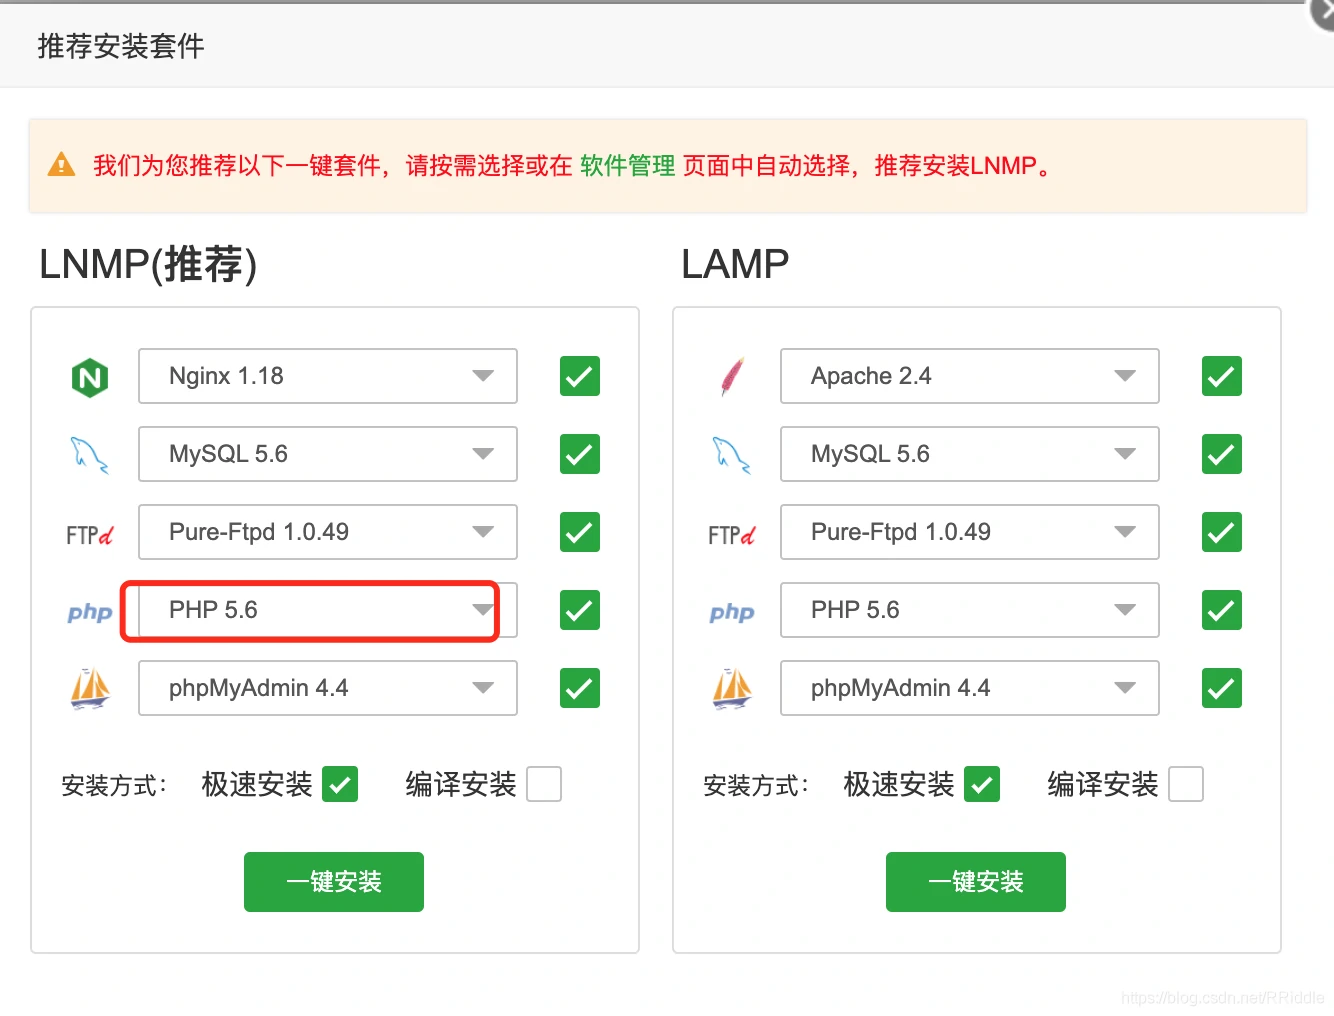 推荐安装套件
我们为您推荐以下一键套件，请按需选择或在 软件管理 页面中自动选择，推荐安装LNMP。
LNMP(推荐)
Nginx 1.18
MySQL 5.6
FTPd
Pure-Ftpd 1.0.49
php
PHP 5.6
phpMyAdmin 4.4
安装方式：
极速安装
编译安装
一键安装
LAMP
Apache 2.4
MySQL 5.6
FTPd
Pure-Ftpd 1.0.49
php
PHP 5.6
phpMyAdmin 4.4
安装方式：
极速安装
编译安装
一键安装
https://blog.csdn.net/RRiddle